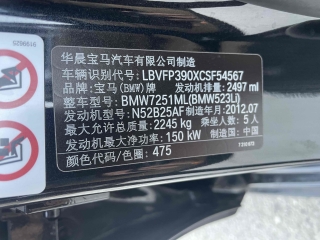 华晨宝马汽车有限公司制造
车辆识别代号:LBVFP390XCSF54567
品牌:宝马(BMW)牌 发动机排量:2497 ml
整车型号:BMW7251ML(BMW523Li)
发动机型号:N52B25AF 制造年月:2012.07
最大允许总质量:2245 kg 乘坐人数:5 人
发动机最大净功率:150 kW 制造国:中国
颜色代码/色圈:475